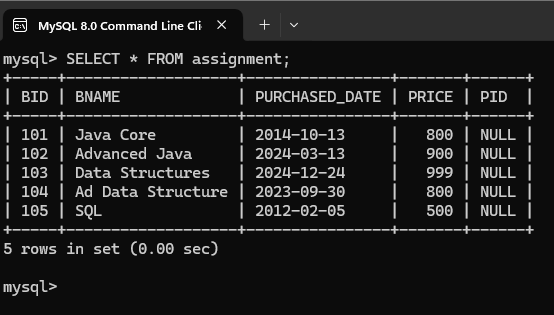 MySQL 8.0 Command Line Cli
mysql> SELECT * FROM assignment;
+-----+-------------------+----------------+-------+------+
| BID | BNAME             | PURCHASED_DATE | PRICE | PID  |
+-----+-------------------+----------------+-------+------+
| 101 | Java Core         | 2014-10-13     |   800 | NULL |
| 102 | Advanced Java     | 2024-03-13     |   900 | NULL |
| 103 | Data Structures   | 2024-12-24     |   999 | NULL |
| 104 | Ad Data Structure | 2023-09-30     |   800 | NULL |
| 105 | SQL               | 2012-02-05     |   500 | NULL |
+-----+-------------------+----------------+-------+------+
5 rows in set (0.00 sec)
mysql>